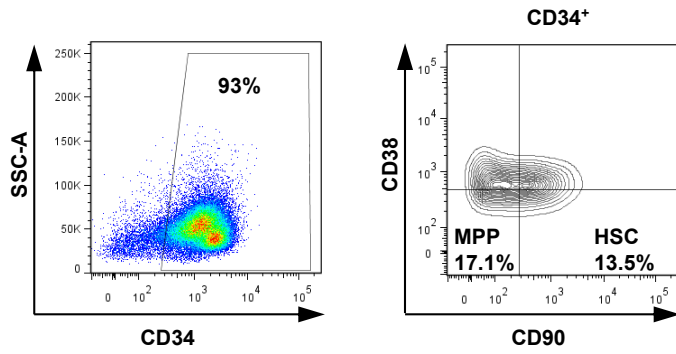 93%
SSC-A
250K
200K
150K
100K
50K
0
0 10² 10³ 10⁴ 10⁵
CD34
CD34⁺
CD38
10⁵
10⁴
10³
10²
0
MPP
17.1%
HSC
13.5%
0 10² 10³ 10⁴ 10⁵
CD90